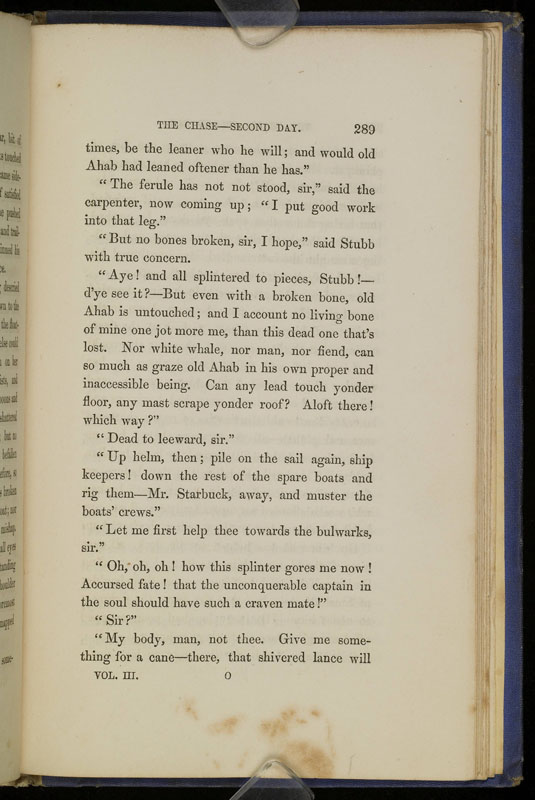 THE CHASE—SECOND DAY. 289
times, be the leaner who he will; and would old
Ahab had leaned oftener than he has.”
“The ferule has not not stood, sir,” said the
carpenter, now coming up; “I put good work
into that leg.”
“But no bones broken, sir, I hope,” said Stubb
with true concern.
“Aye! and all splintered to pieces, Stubb!—
d’ye see it?—But even with a broken bone, old
Ahab is untouched; and I account no living bone
of mine one jot more me, than this dead one that’s
lost. Nor white whale, nor man, nor fiend, can
so much as graze old Ahab in his own proper and
inaccessible being. Can any lead touch yonder
floor, any mast scrape yonder roof? Aloft there!
which way?”
“Dead to leeward, sir.”
“Up helm, then; pile on the sail again, ship
keepers! down the rest of the spare boats and
rig them—Mr. Starbuck, away, and muster the
boats’ crews.”
“Let me first help thee towards the bulwarks,
sir.”
“Oh, oh, oh! how this splinter gores me now!
Accursed fate! that the unconquerable captain in
the soul should have such a craven mate!”
“Sir?”
“My body, man, not thee. Give me some-
thing for a cane—there, that shivered lance will
VOL. III. O